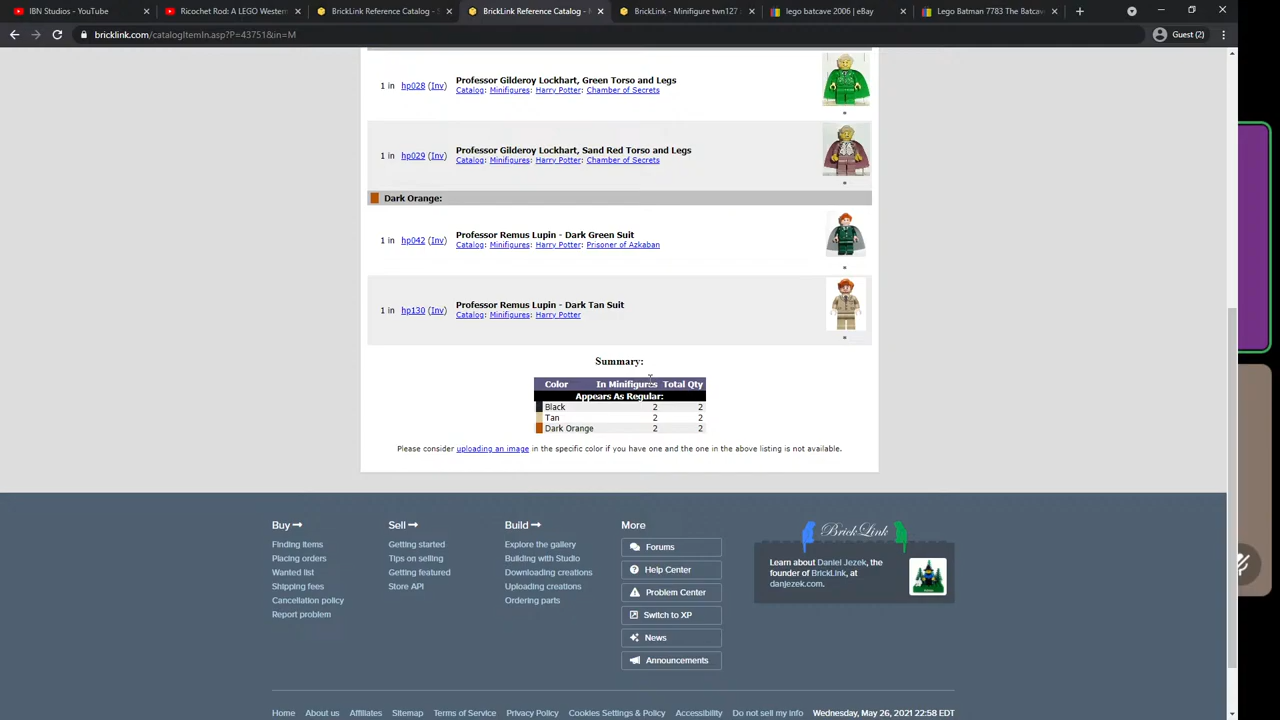 IBN Studios - YouTube
Ricochet Rod: A LEGO Western
BrickLink Reference Catalog - S
BrickLink Reference Catalog - H
BrickLink - Minifigure twn127 :
lego batcave 2006 | eBay
Lego Batman 7783 The Batcave
bricklink.com/catalogItemIn.asp?P=43751&in=M
Guest (2)
1 in hp028 (Inv) Professor Gilderoy Lockhart, Green Torso and Legs
Catalog: Minifigures: Harry Potter: Chamber of Secrets
1 in hp029 (Inv) Professor Gilderoy Lockhart, Sand Red Torso and Legs
Catalog: Minifigures: Harry Potter: Chamber of Secrets
Dark Orange:
1 in hp042 (Inv) Professor Remus Lupin - Dark Green Suit
Catalog: Minifigures: Harry Potter: Prisoner of Azkaban
1 in hp130 (Inv) Professor Remus Lupin - Dark Tan Suit
Catalog: Minifigures: Harry Potter
Summary:
Color In Minifigures Total Qty
Appears As Regular:
Black 2 2
Tan 2 2
Dark Orange 2 2
Please consider uploading an image in the specific color if you have one and the one in the above listing is not available.
Buy
Finding items
Placing orders
Wanted list
Shipping fees
Cancellation policy
Report problem
Sell
Getting started
Tips on selling
Getting featured
Store API
Build
Explore the gallery
Building with Studio
Downloading creations
Uploading creations
Ordering parts
More
Forums
Help Center
Problem Center
Switch to XP
News
Announcements
BrickLink
Learn about Daniel Jezek, the
founder of BrickLink, at
danjezek.com.
Home About us Affiliates Sitemap Terms of Service Privacy Policy Cookies Settings & Policy Accessibility Do not sell my info Wednesday, May 26, 2021 22:58 EDT